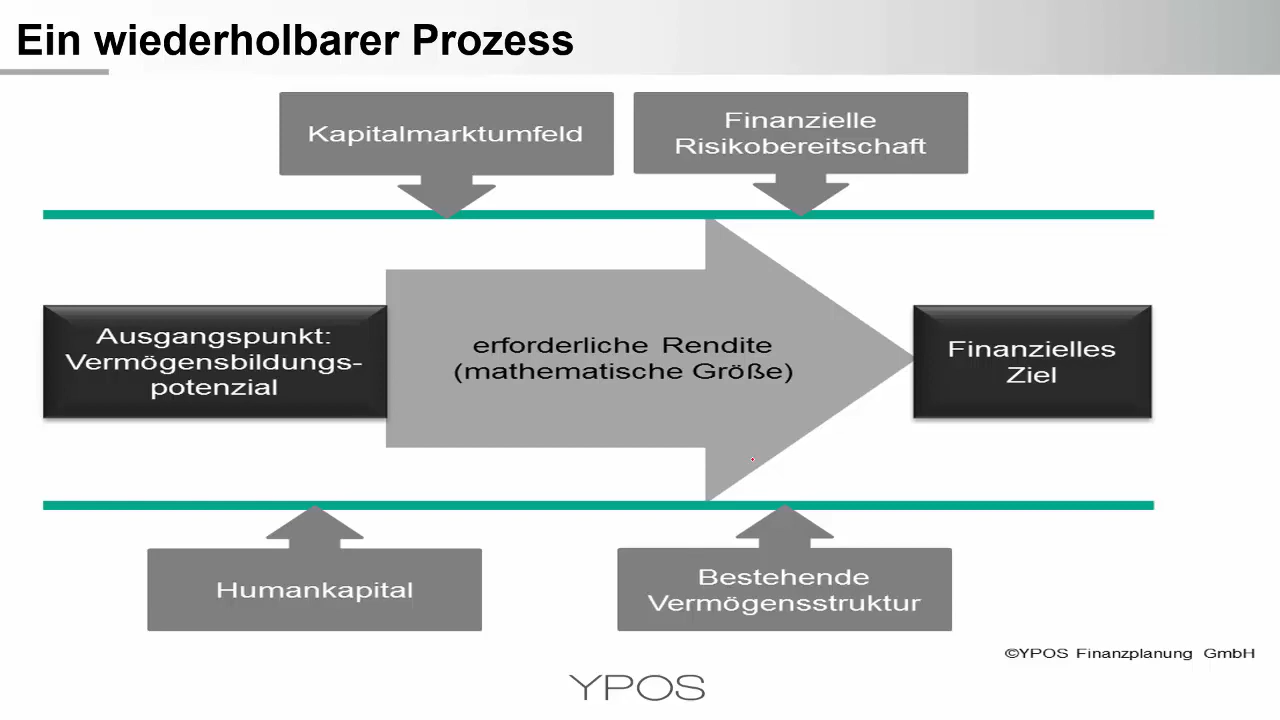 Ein wiederholbarer Prozess
Kapitalmarktumfeld
Finanzielle
Risikobereitschaft
Ausgangspunkt:
Vermögensbildungs-
potenzial
erforderliche Rendite
(mathematische Größe)
Finanzielles
Ziel
Humankapital
Bestehende
Vermögensstruktur
©YPOS Finanzplanung GmbH
YPOS